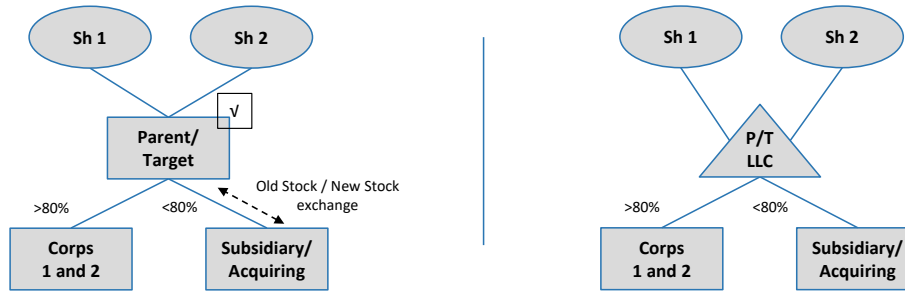 Sh 1
Sh 2
√
Parent/
Target
Old Stock / New Stock
exchange
>80%
<80%
Corps
1 and 2
Subsidiary/
Acquiring
Sh 1
Sh 2
P/T
LLC
>80%
<80%
Corps
1 and 2
Subsidiary/
Acquiring